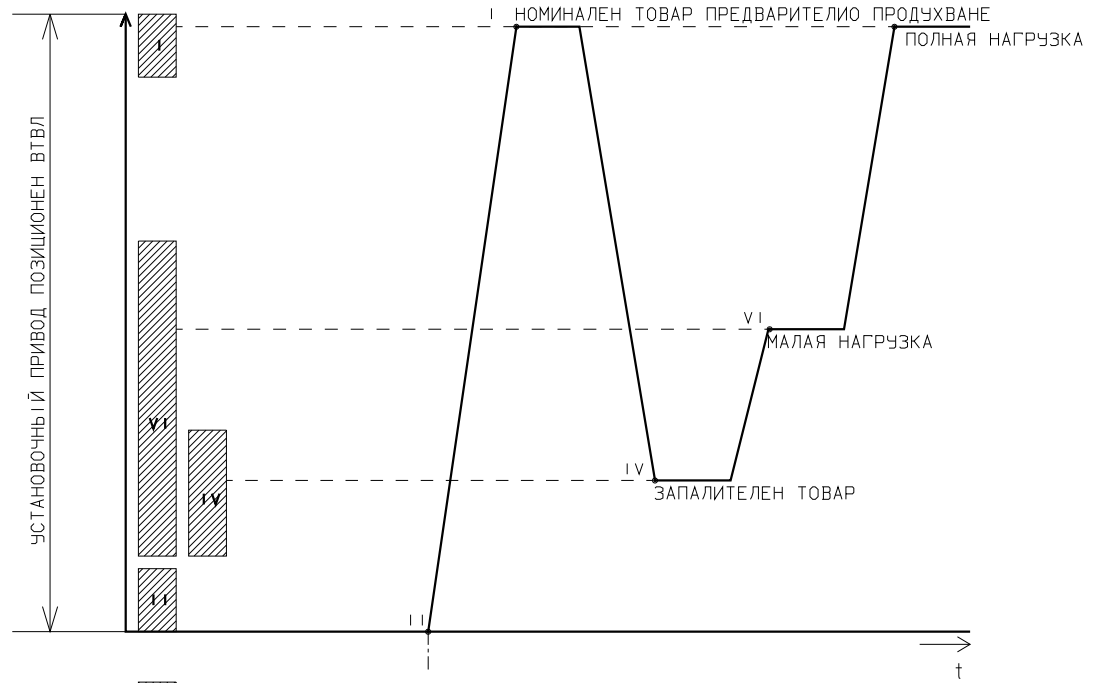 I НОМИНАЛЕН ТОВАР ПРЕДВАРИТЕЛИО ПРОДУХВАНЕ
I
ПОЛНАЯ НАГРУЗКА
УСТАНОВОЧНЫЙ ПРИВОД ПОЗИЦИОНЕН ВТВЛ
VI
МАЛАЯ НАГРУЗКА
VI
IV
ЗАПАЛИТЕЛЕН ТОВАР
IV
II
II
t